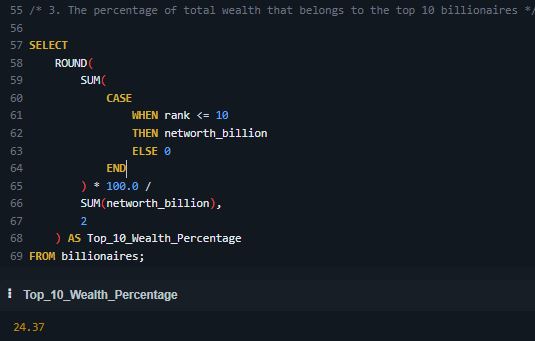 55 /* 3. The percentage of total wealth that belongs to the top 10 billionaires */
56
57 SELECT
58 ROUND(
59 SUM(
60 CASE
61 WHEN rank <= 10
62 THEN networth_billion
63 ELSE 0
64 END
65 ) * 100.0 /
66 SUM(networth_billion),
67 2
68 ) AS Top_10_Wealth_Percentage
69 FROM billionaires;
Top_10_Wealth_Percentage
24.37